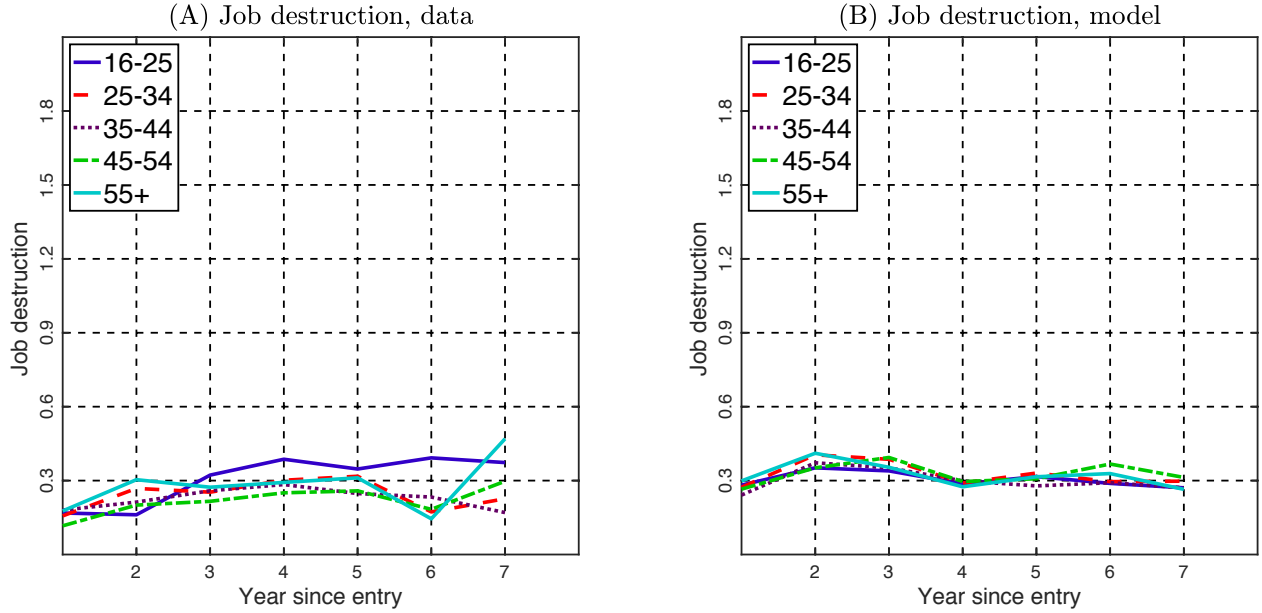 (A) Job destruction, data
16-25
25-34
35-44
45-54
55+
Job destruction
1.8
1.5
1.2
0.9
0.6
0.3
2 3 4 5 6 7
Year since entry
(B) Job destruction, model
16-25
25-34
35-44
45-54
55+
Job destruction
1.8
1.5
1.2
0.9
0.6
0.3
2 3 4 5 6 7
Year since entry